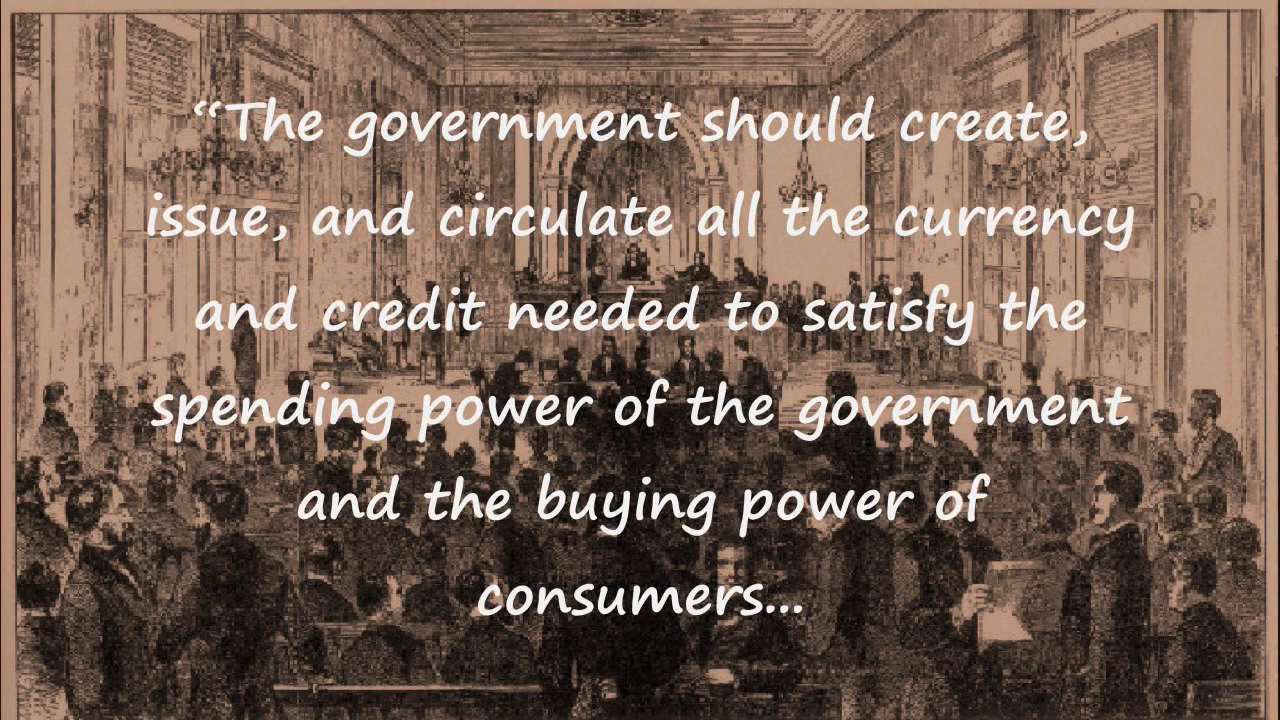 “The government should create,
issue, and circulate all the currency
and credit needed to satisfy the
spending power of the government
and the buying power of
consumers...